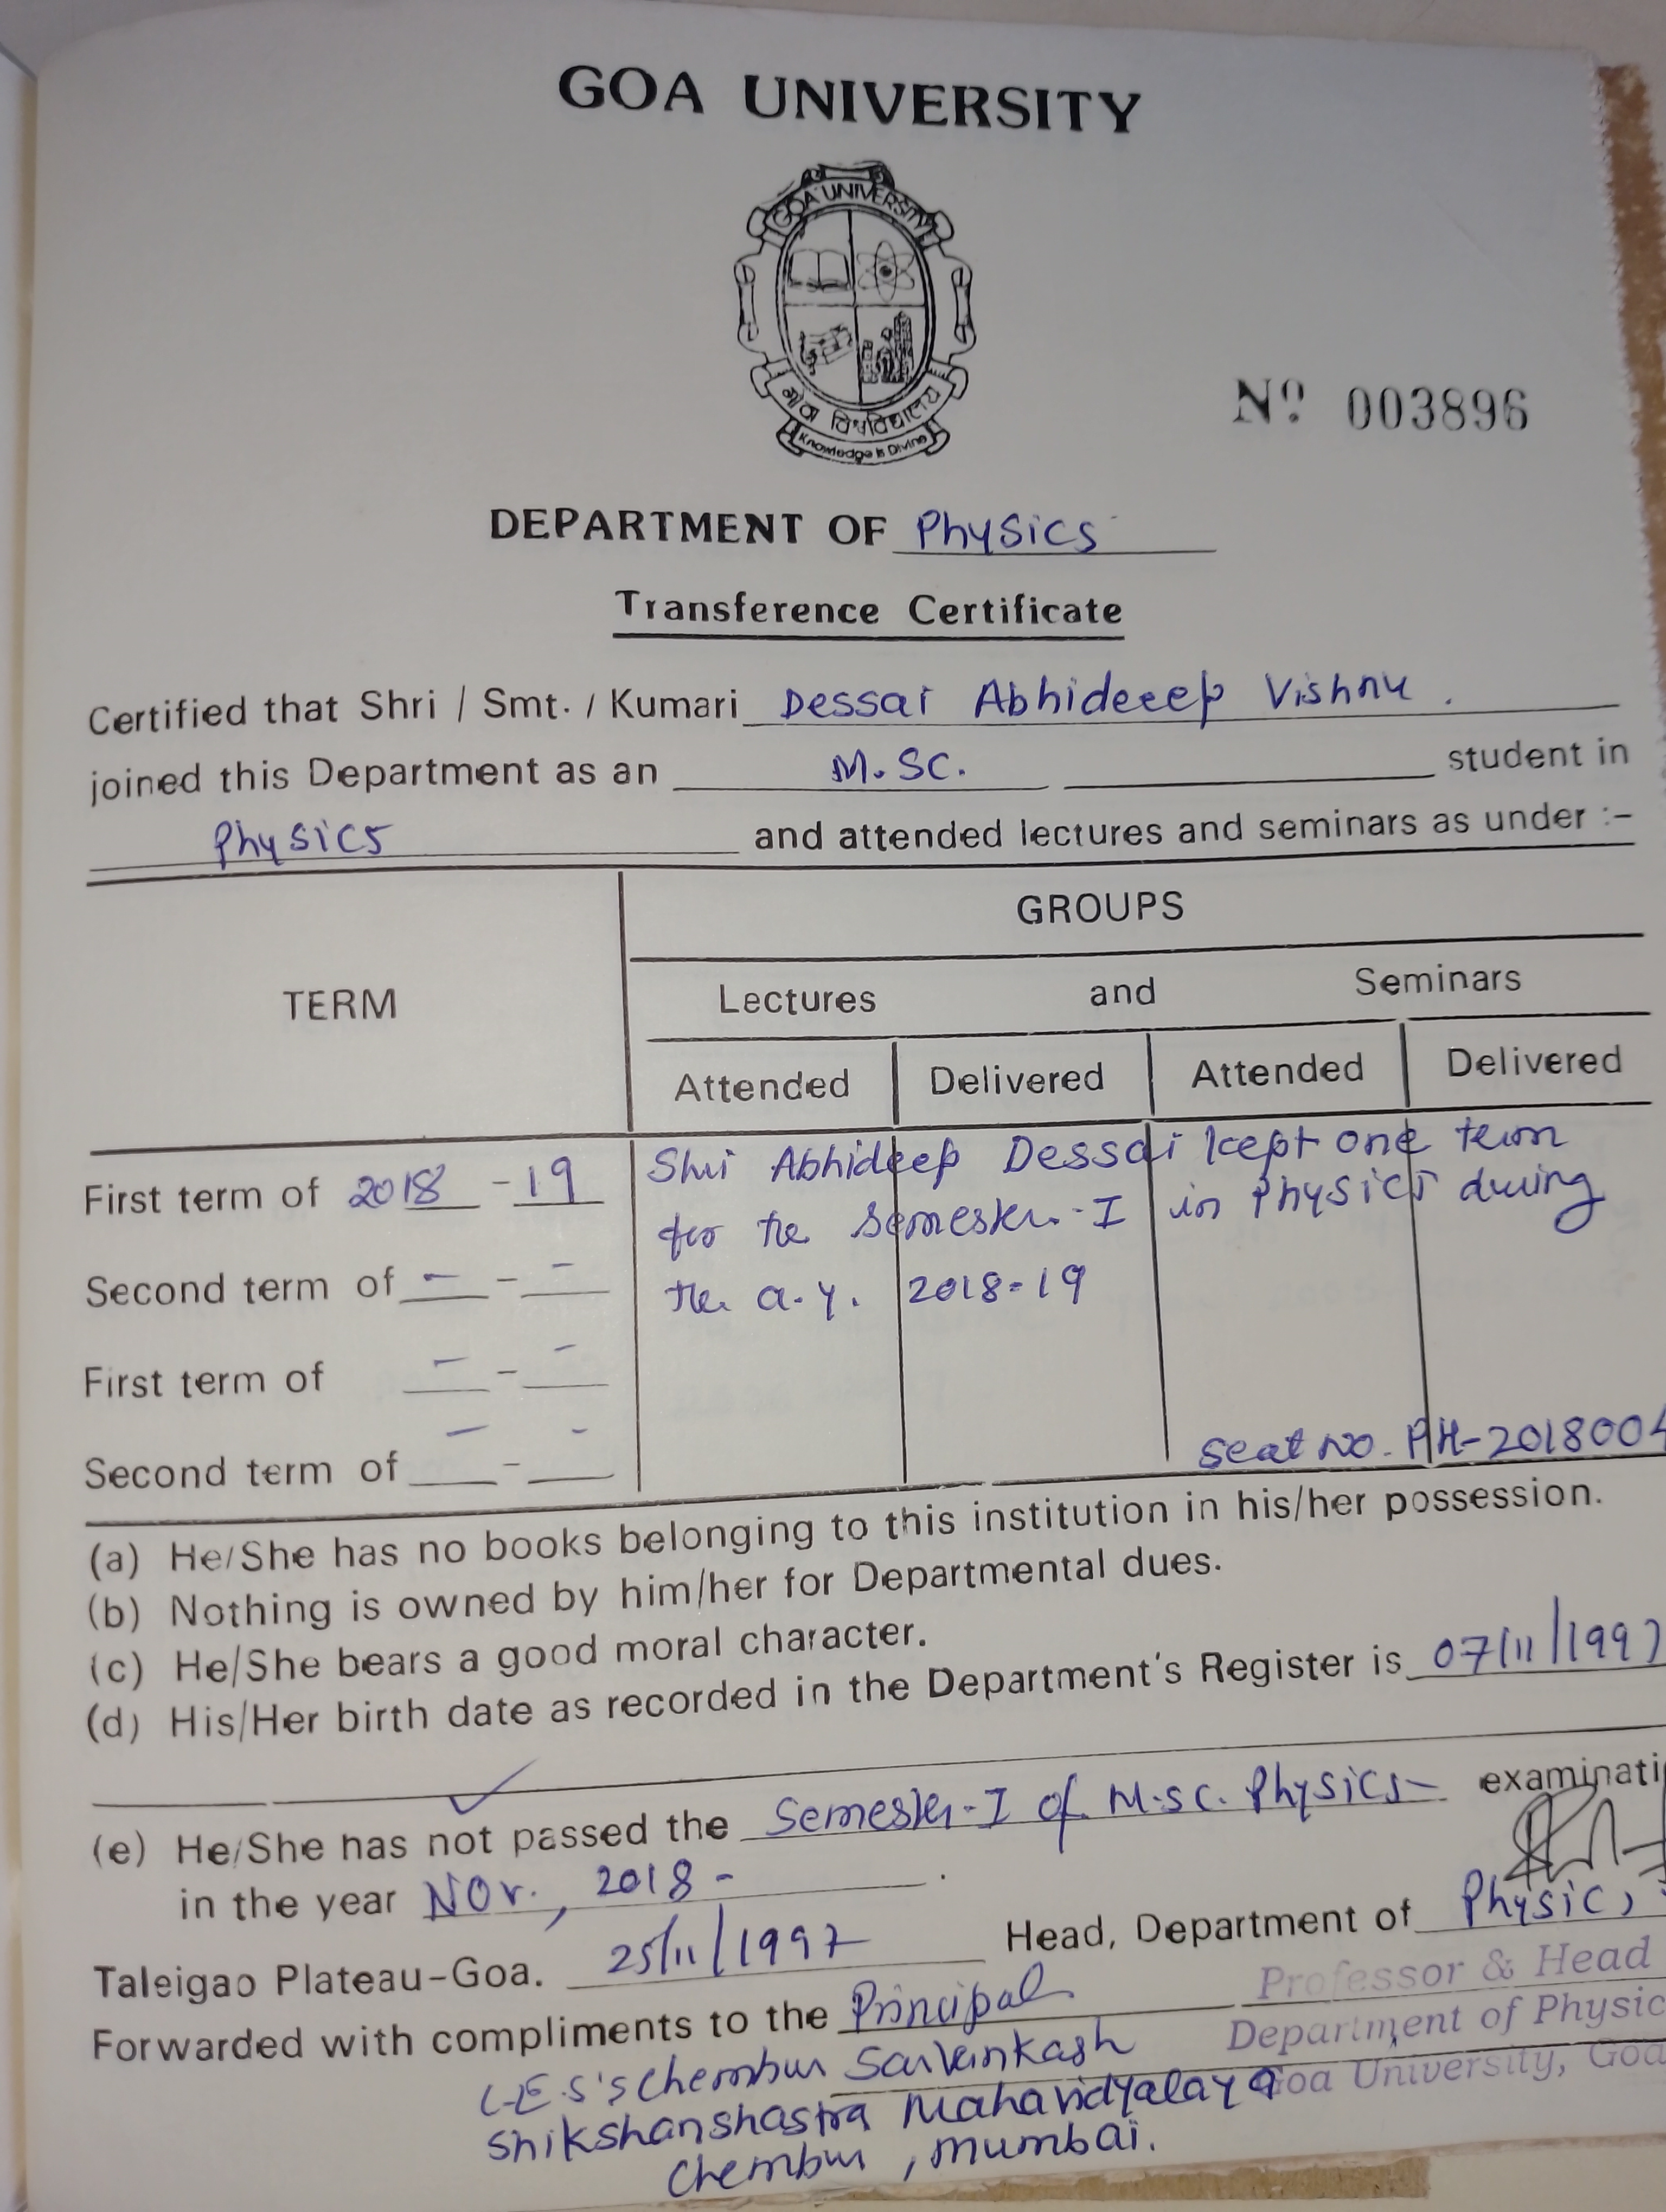 GOA UNIVERSITY
GOA UNIVERSITY
गोवा विश्वविद्यालय
Knowledge is Divine
Nº 003896
DEPARTMENT OF Physics
Transference Certificate
Certified that Shri / Smt. / Kumari Dessai Abhideeep Vishnu.
joined this Department as an M.SC. student in
Physics and attended lectures and seminars as under :-
GROUPS
TERM
Lectures and Seminars
Attended Delivered Attended Delivered
First term of 2018 - 19
Shri Abhideep Dessai kept one term
for the Semester-I in Physics during
the a.y. 2018-19
Second term of - - -
First term of - - -
Second term of - - -
Seat No. PH-201800
(a) He/She has no books belonging to this institution in his/her possession.
(b) Nothing is owned by him/her for Departmental dues.
(c) He/She bears a good moral character.
(d) His/Her birth date as recorded in the Department's Register is 07/11/1997
(e) He/She has not passed the Semester-I of M.SC. Physics- examinati
in the year Nov., 2018 - .
Taleigao Plateau-Goa. 25/11/1997 Head, Department of Physics
Forwarded with compliments to the Principal
Professor & Head
Department of Physic
Goa University, Goa
Chembur Sarvankash
Shikshanshastra Mahavidyalaya
Chembur, Mumbai.